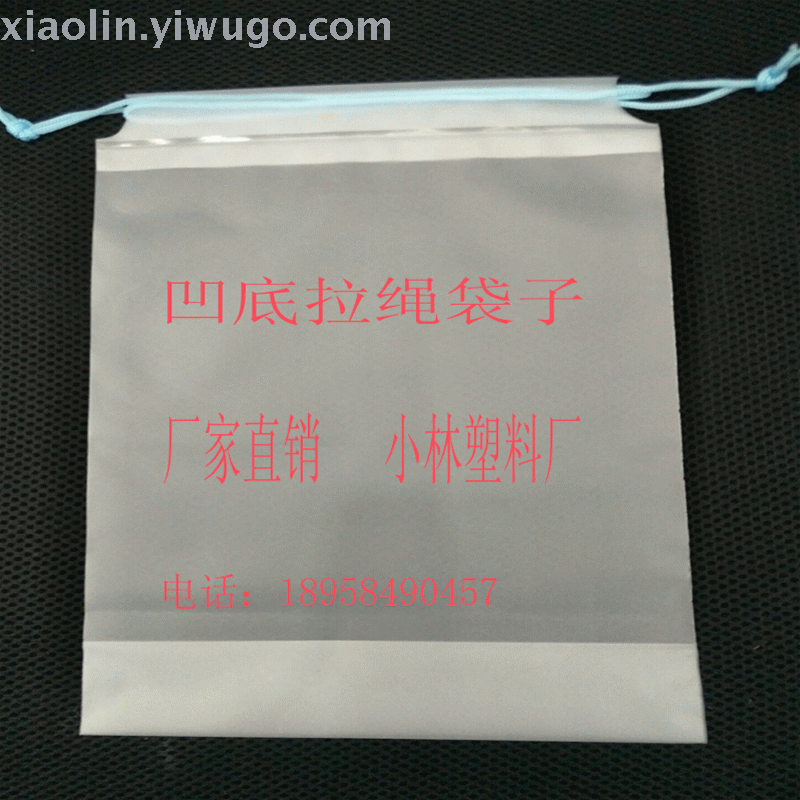 xiaolin.yiwugo.com
凹底拉绳袋子
厂家直销 小林塑料厂
电话：18958490457